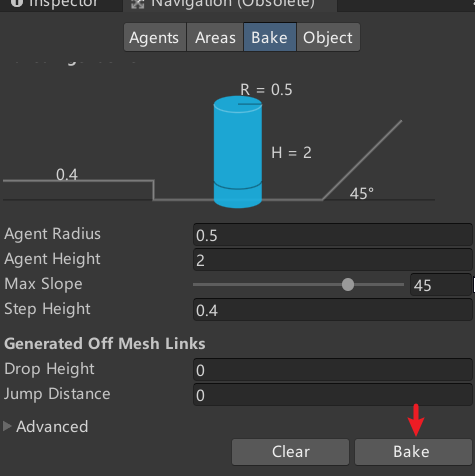 Inspector
Navigation (Obsolete)
Agents Areas Bake Object
R = 0.5
H = 2
0.4
45°
Agent Radius 0.5
Agent Height 2
Max Slope 45
Step Height 0.4
Generated Off Mesh Links
Drop Height 0
Jump Distance 0
Advanced
Clear Bake